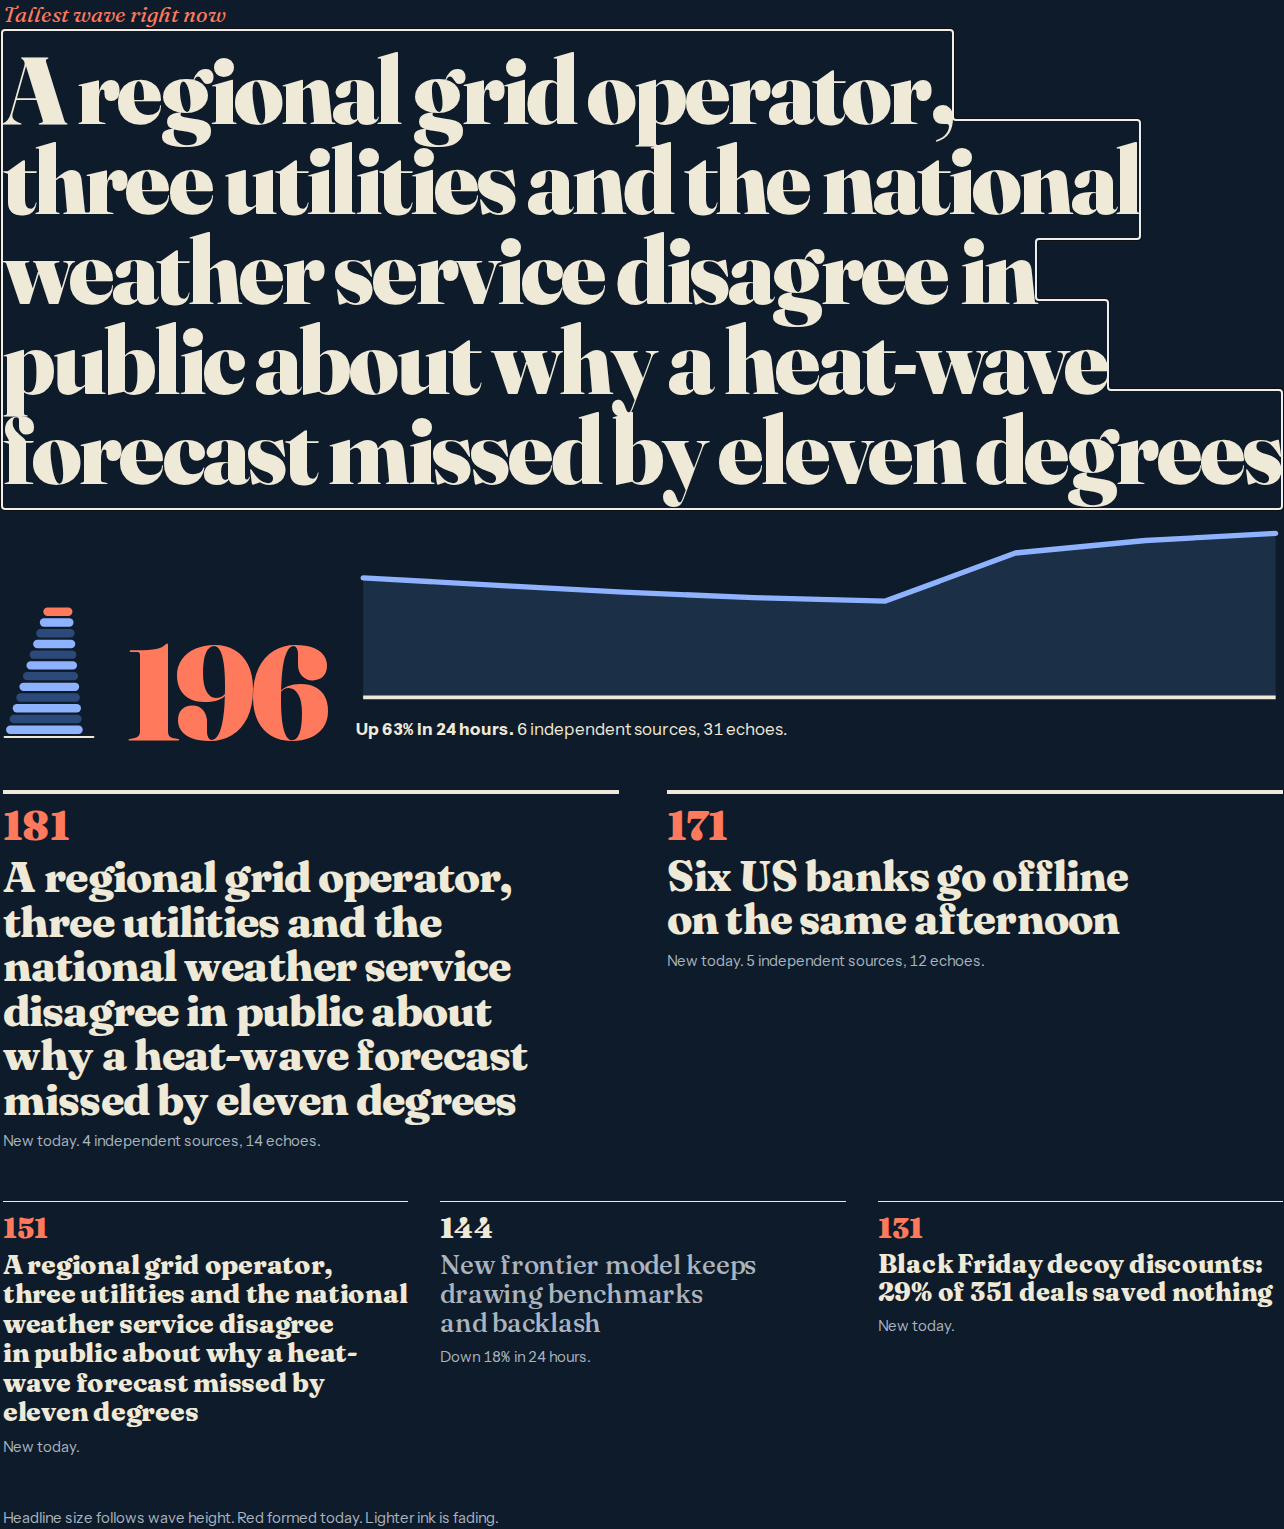 Tallest wave right now
A regional grid operator,
three utilities and the national
weather service disagree in
public about why a heat-wave
forecast missed by eleven degrees
196
Up 63% in 24 hours. 6 independent sources, 31 echoes.
181
A regional grid operator,
three utilities and the
national weather service
disagree in public about
why a heat-wave forecast
missed by eleven degrees
New today. 4 independent sources, 14 echoes.
171
Six US banks go offline
on the same afternoon
New today. 5 independent sources, 12 echoes.
151
A regional grid operator,
three utilities and the national
weather service disagree
in public about why a heat-
wave forecast missed by
eleven degrees
New today.
144
New frontier model keeps
drawing benchmarks
and backlash
Down 18% in 24 hours.
131
Black Friday decoy discounts:
29% of 351 deals saved nothing
New today.
Headline size follows wave height. Red formed today. Lighter ink is fading.